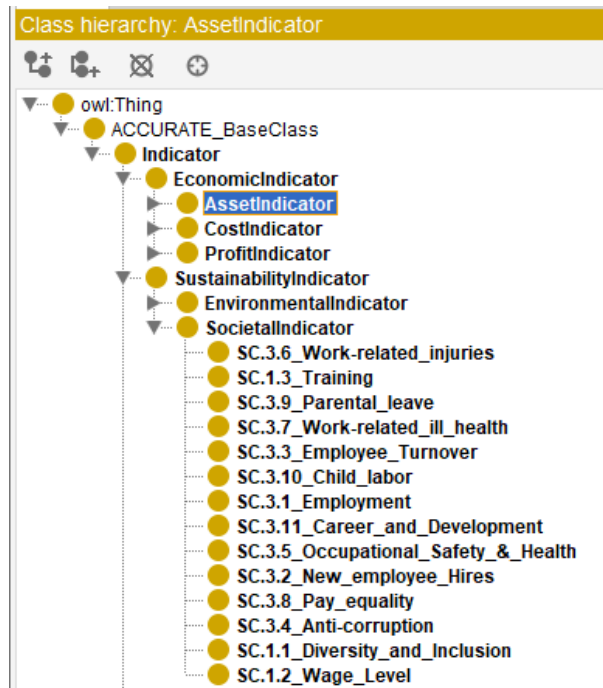 Class hierarchy: AssetIndicator
owl:Thing
ACCURATE_BaseClass
Indicator
EconomicIndicator
AssetIndicator
CostIndicator
ProfitIndicator
SustainabilityIndicator
EnvironmentalIndicator
SocietalIndicator
SC.3.6_Work-related_injuries
SC.1.3_Training
SC.3.9_Parental_leave
SC.3.7_Work-related_ill_health
SC.3.3_Employee_Turnover
SC.3.10_Child_labor
SC.3.1_Employment
SC.3.11_Career_and_Development
SC.3.5_Occupational_Safety_&_Health
SC.3.2_New_employee_Hires
SC.3.8_Pay_equality
SC.3.4_Anti-corruption
SC.1.1_Diversity_and_Inclusion
SC.1.2_Wage_Level